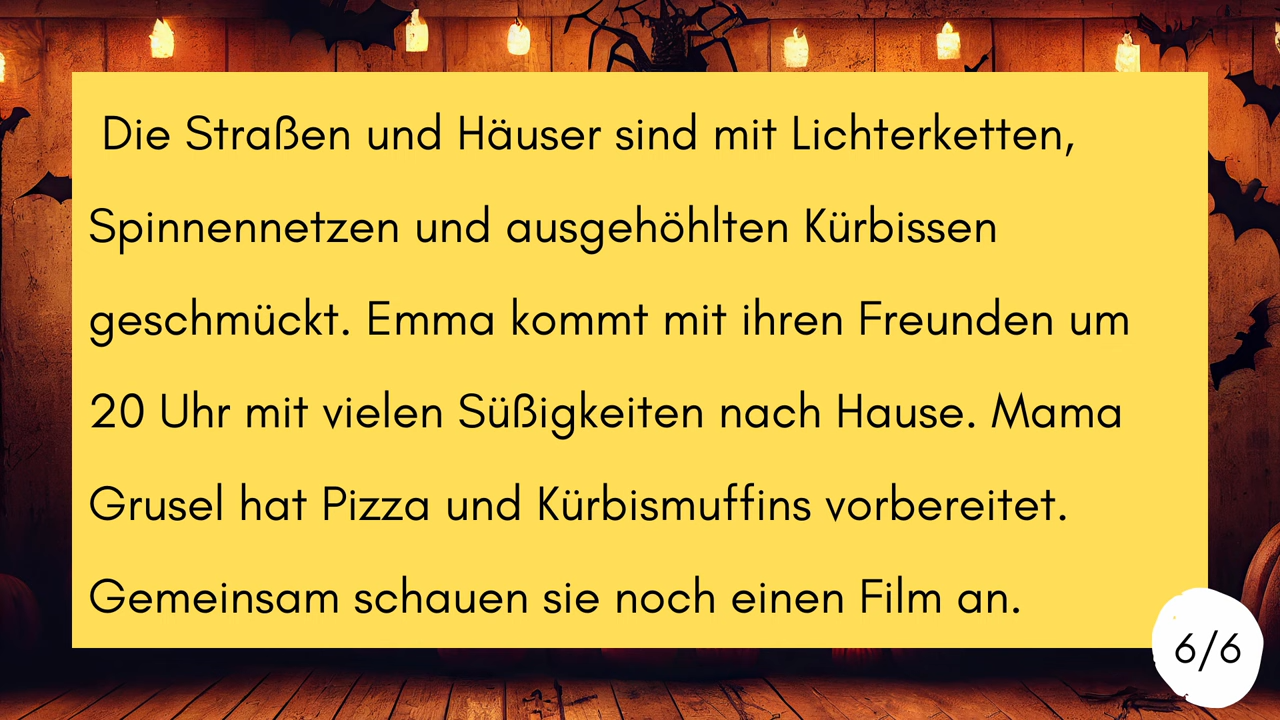 Die Straßen und Häuser sind mit Lichterketten,
Spinnennetzen und ausgehöhlten Kürbissen
geschmückt. Emma kommt mit ihren Freunden um
20 Uhr mit vielen Süßigkeiten nach Hause. Mama
Grusel hat Pizza und Kürbismuffins vorbereitet.
Gemeinsam schauen sie noch einen Film an.
6/6